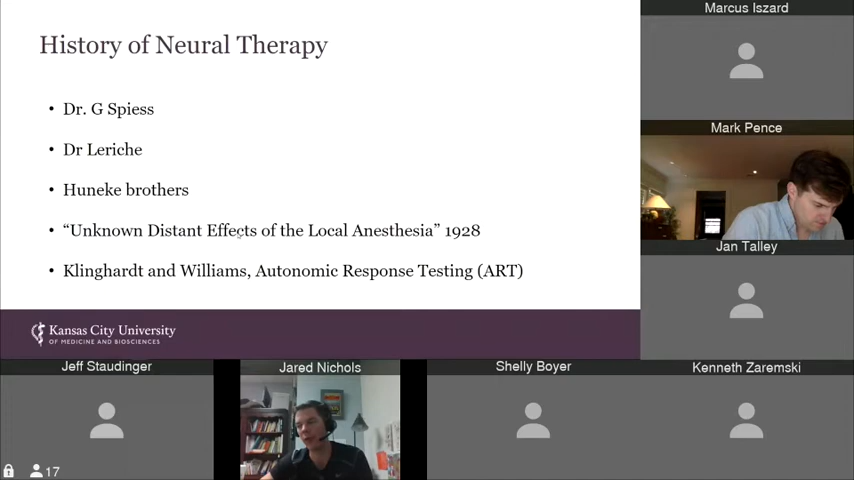 History of Neural Therapy
• Dr. G Spiess
• Dr Leriche
• Huneke brothers
• “Unknown Distant Effects of the Local Anesthesia” 1928
• Klinghardt and Williams, Autonomic Response Testing (ART)
Kansas City University
OF MEDICINE AND BIOSCIENCES
Marcus Iszard
Mark Pence
Jan Talley
Jeff Staudinger
Jared Nichols
Shelly Boyer
Kenneth Zaremski
17